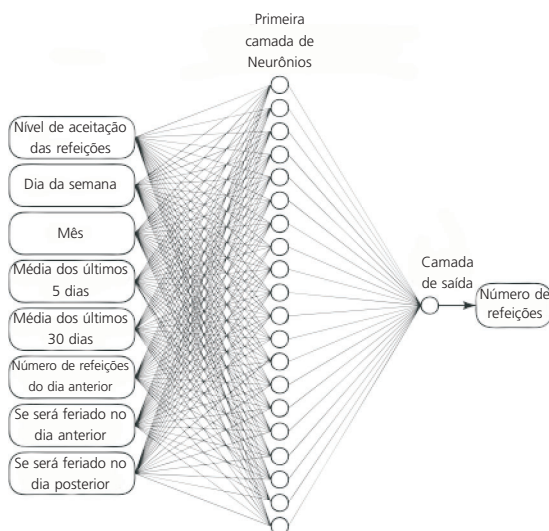 Primeira
camada de
Neurônios
Nível de aceitação
das refeições
Dia da semana
Mês
Média dos últimos
5 dias
Média dos últimos
30 dias
Número de refeições
do dia anterior
Se será feriado no
dia anterior
Se será feriado no
dia posterior
Camada
de saída
Número de
refeições